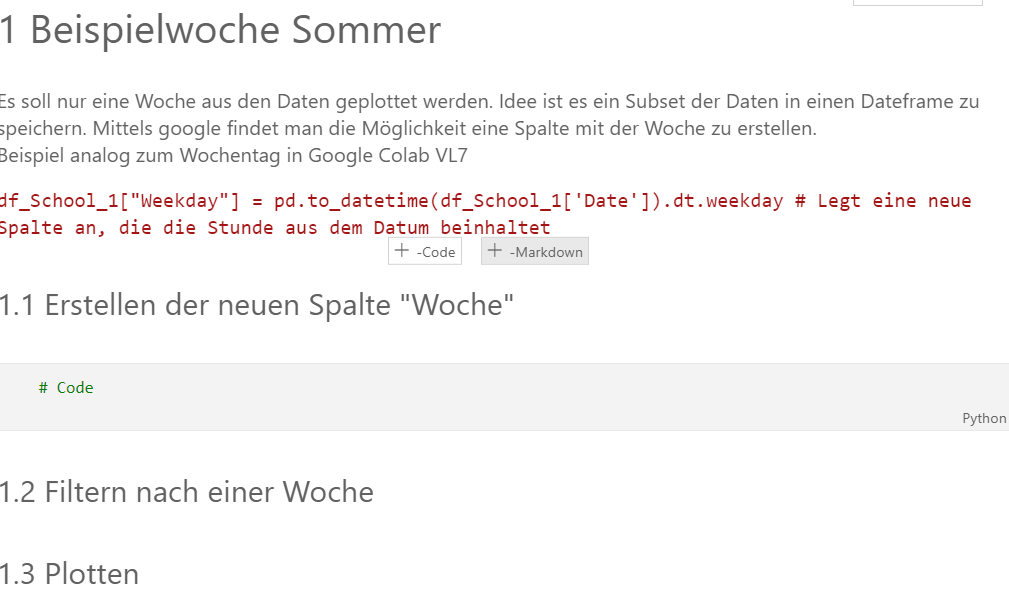 1 Beispielwoche Sommer
Es soll nur eine Woche aus den Daten geplottet werden. Idee ist es ein Subset der Daten in einen Dateframe zu
speichern. Mittels google findet man die Möglichkeit eine Spalte mit der Woche zu erstellen.
Beispiel analog zum Wochentag in Google Colab VL7
df_School_1["Weekday"] = pd.to_datetime(df_School_1['Date']).dt.weekday # Legt eine neue
Spalte an, die die Stunde aus dem Datum beinhaltet
+ -Code + -Markdown
1.1 Erstellen der neuen Spalte "Woche"
# Code
Python
1.2 Filtern nach einer Woche
1.3 Plotten